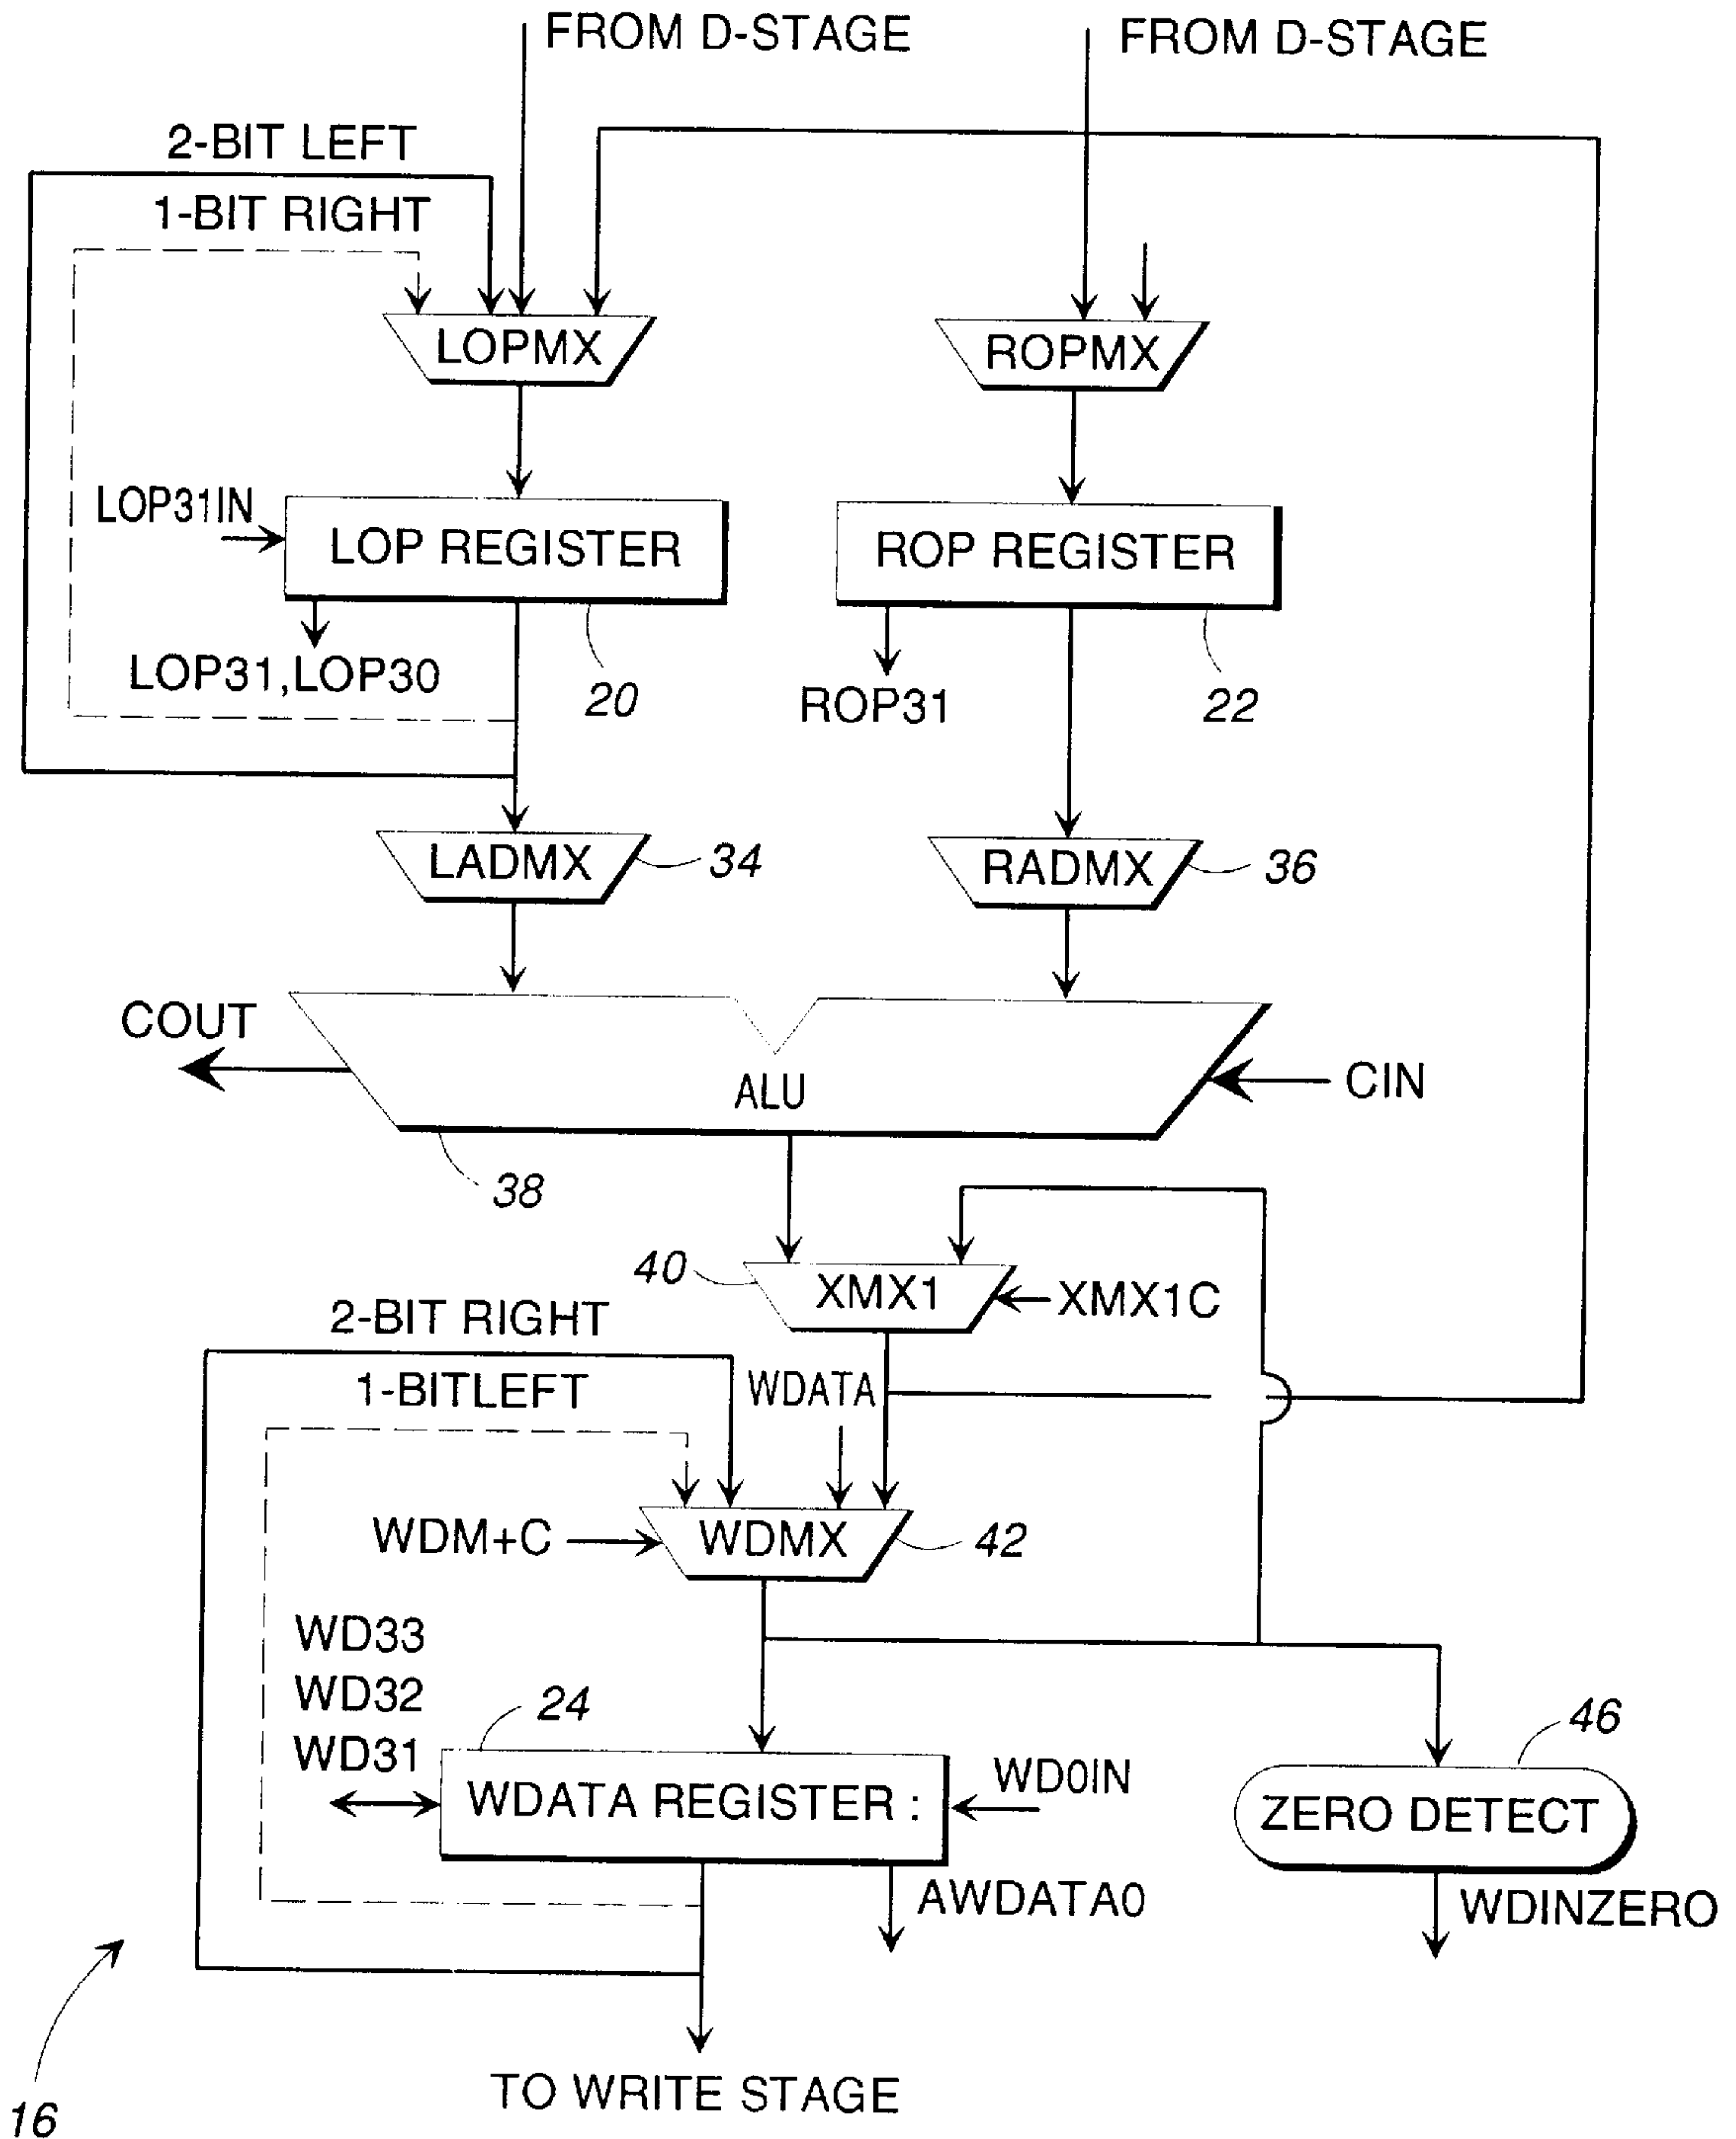 FROM D-STAGE
FROM D-STAGE
2-BIT LEFT
1-BIT RIGHT
LOPMX
ROPMX
LOP31IN
LOP REGISTER
ROP REGISTER
LOP31,LOP30
20
ROP31
22
LADMX
34
RADMX
36
COUT
ALU
CIN
38
40
XMX1
XMX1C
2-BIT RIGHT
1-BITLEFT
WDATA
WDM+C
WDMX
42
WD33
WD32
WD31
24
46
WDATA REGISTER :
WD0IN
ZERO DETECT
AWDATA0
WDINZERO
16
TO WRITE STAGE